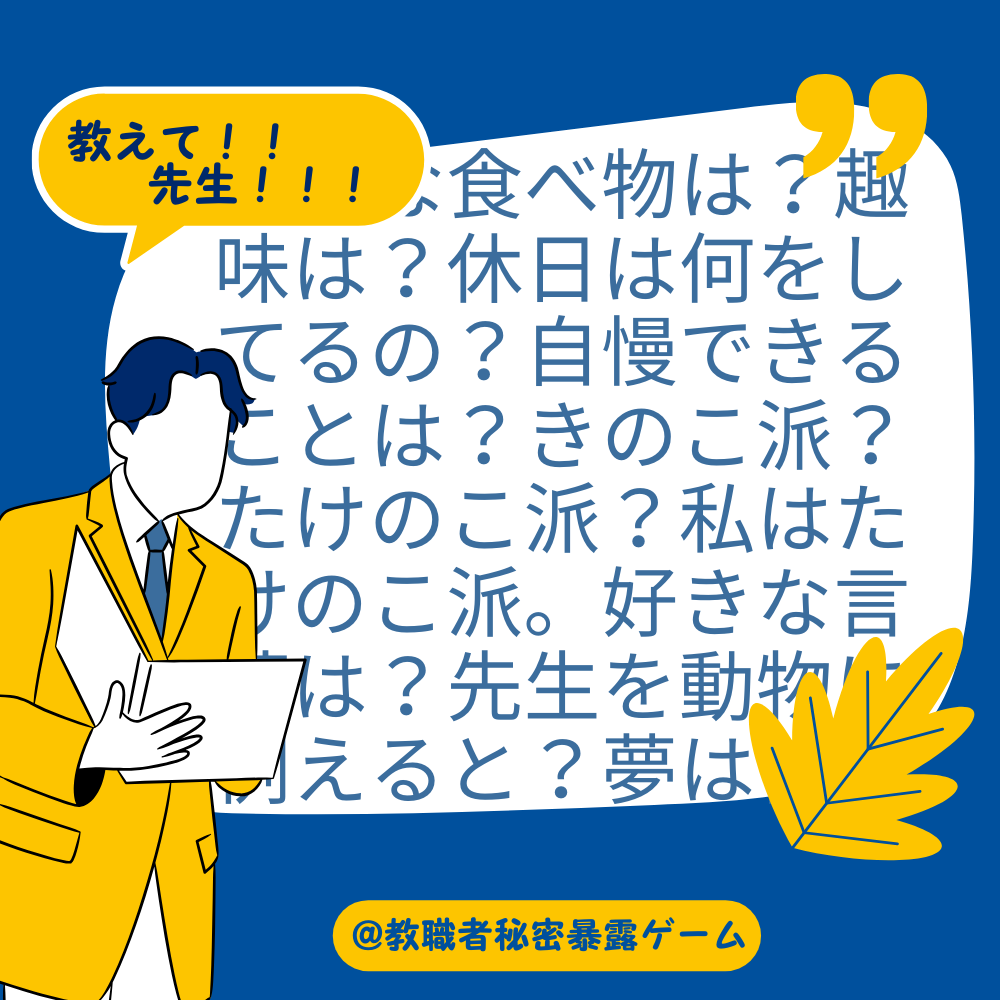 教えて！！
先生！！！
食べ物は？趣
味は？休日は何をし
てるの？自慢できる
ことは？きのこ派？
たけのこ派？私はた
けのこ派。好きな言
は？先生を動物に
例えると？夢は
@教職者秘密暴露ゲーム